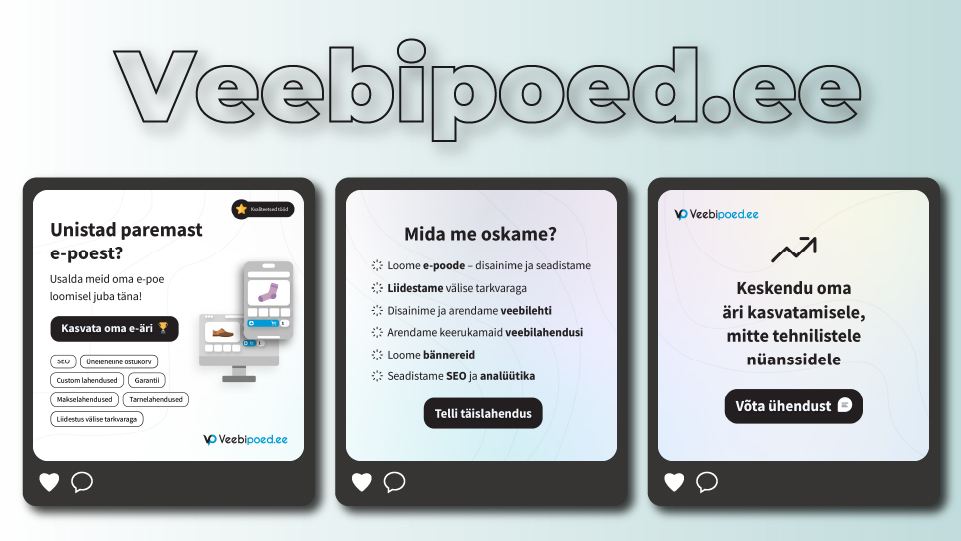 Veebipoed.ee
Kvaliteetsed tööd
Unistad paremast
e-poest?
Usalda meid oma e-poe
loomisel juba täna!
Kasvata oma e-äri
SEO
Üheleheline ostukorv
Custom lahendused
Garantii
Makselahendused
Tarnelahendused
Liidestus välise tarkvaraga
Veebipoed.ee
Mida me oskame?
Loome e-poode – disainime ja seadistame
Liidestame välise tarkvaraga
Disainime ja arendame veebilehti
Arendame keerukamaid veebilahendusi
Loome bännereid
Seadistame SEO ja analüütika
Telli täislahendus
Veebipoed.ee
Keskendu oma
äri kasvatamisele,
mitte tehnilistele
nüanssidele
Võta ühendust